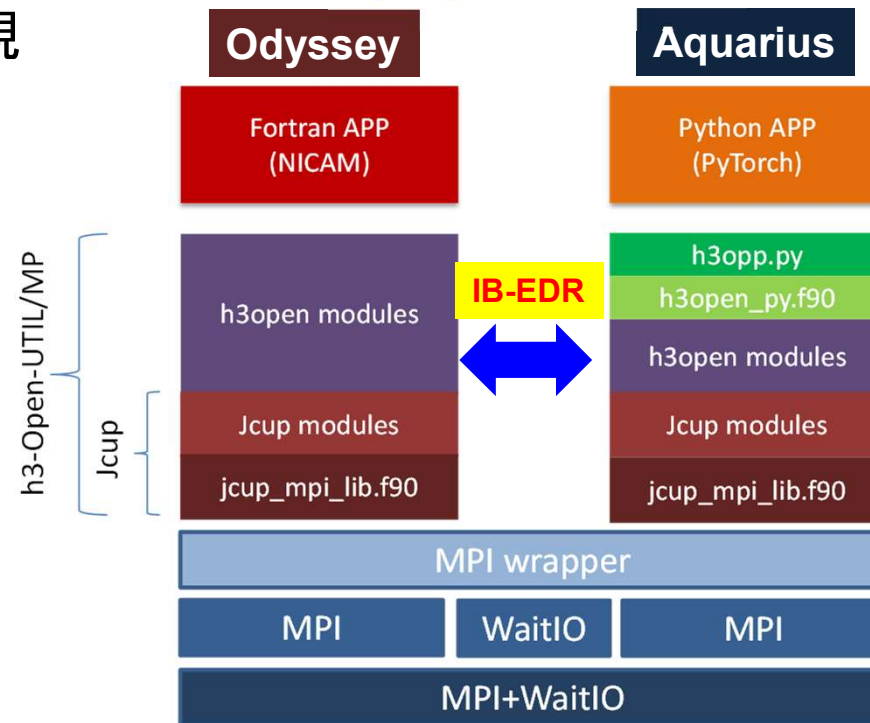 現
Odyssey
Aquarius
Fortran APP
(NICAM)
Python APP
(PyTorch)
h3-Open-UTIL/MP
Jcup
h3open modules
Jcup modules
jcup_mpi_lib.f90
IB-EDR
h3opp.py
h3open_py.f90
h3open modules
Jcup modules
jcup_mpi_lib.f90
MPI wrapper
MPI
WaitIO
MPI
MPI+WaitIO